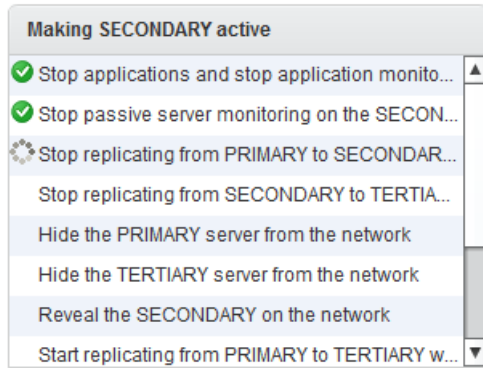 Making SECONDARY active
Stop applications and stop application monito...
Stop passive server monitoring on the SECON...
Stop replicating from PRIMARY to SECONDAR...
Stop replicating from SECONDARY to TERTIA...
Hide the PRIMARY server from the network
Hide the TERTIARY server from the network
Reveal the SECONDARY on the network
Start replicating from PRIMARY to TERTIARY w...